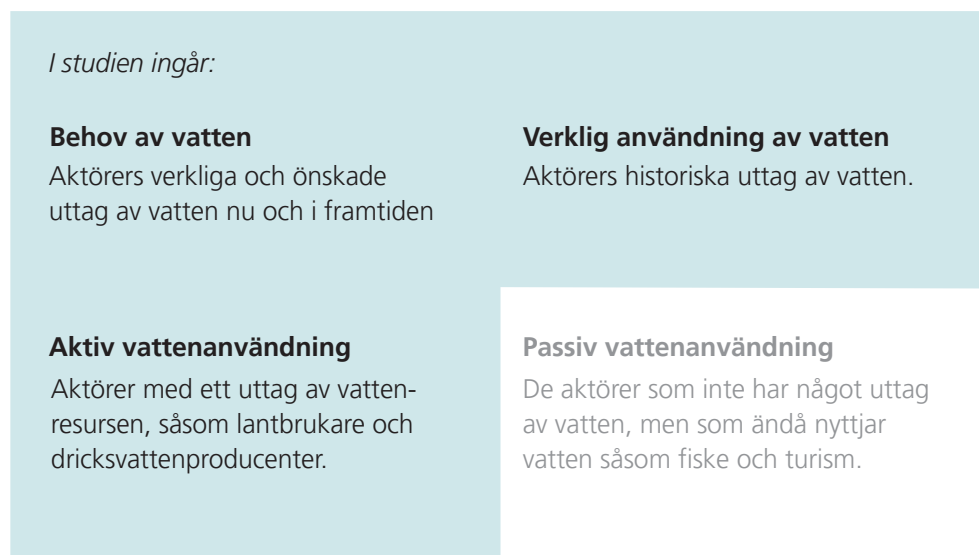 I studien ingår:
Behov av vatten
Aktörers verkliga och önskade
uttag av vatten nu och i framtiden
Verklig användning av vatten
Aktörers historiska uttag av vatten.
Aktiv vattenanvändning
Aktörer med ett uttag av vatten-
resursen, såsom lantbrukare och
dricksvattenproducenter.
Passiv vattenanvändning
De aktörer som inte har något uttag
av vatten, men som ändå nyttjar
vatten såsom fiske och turism.